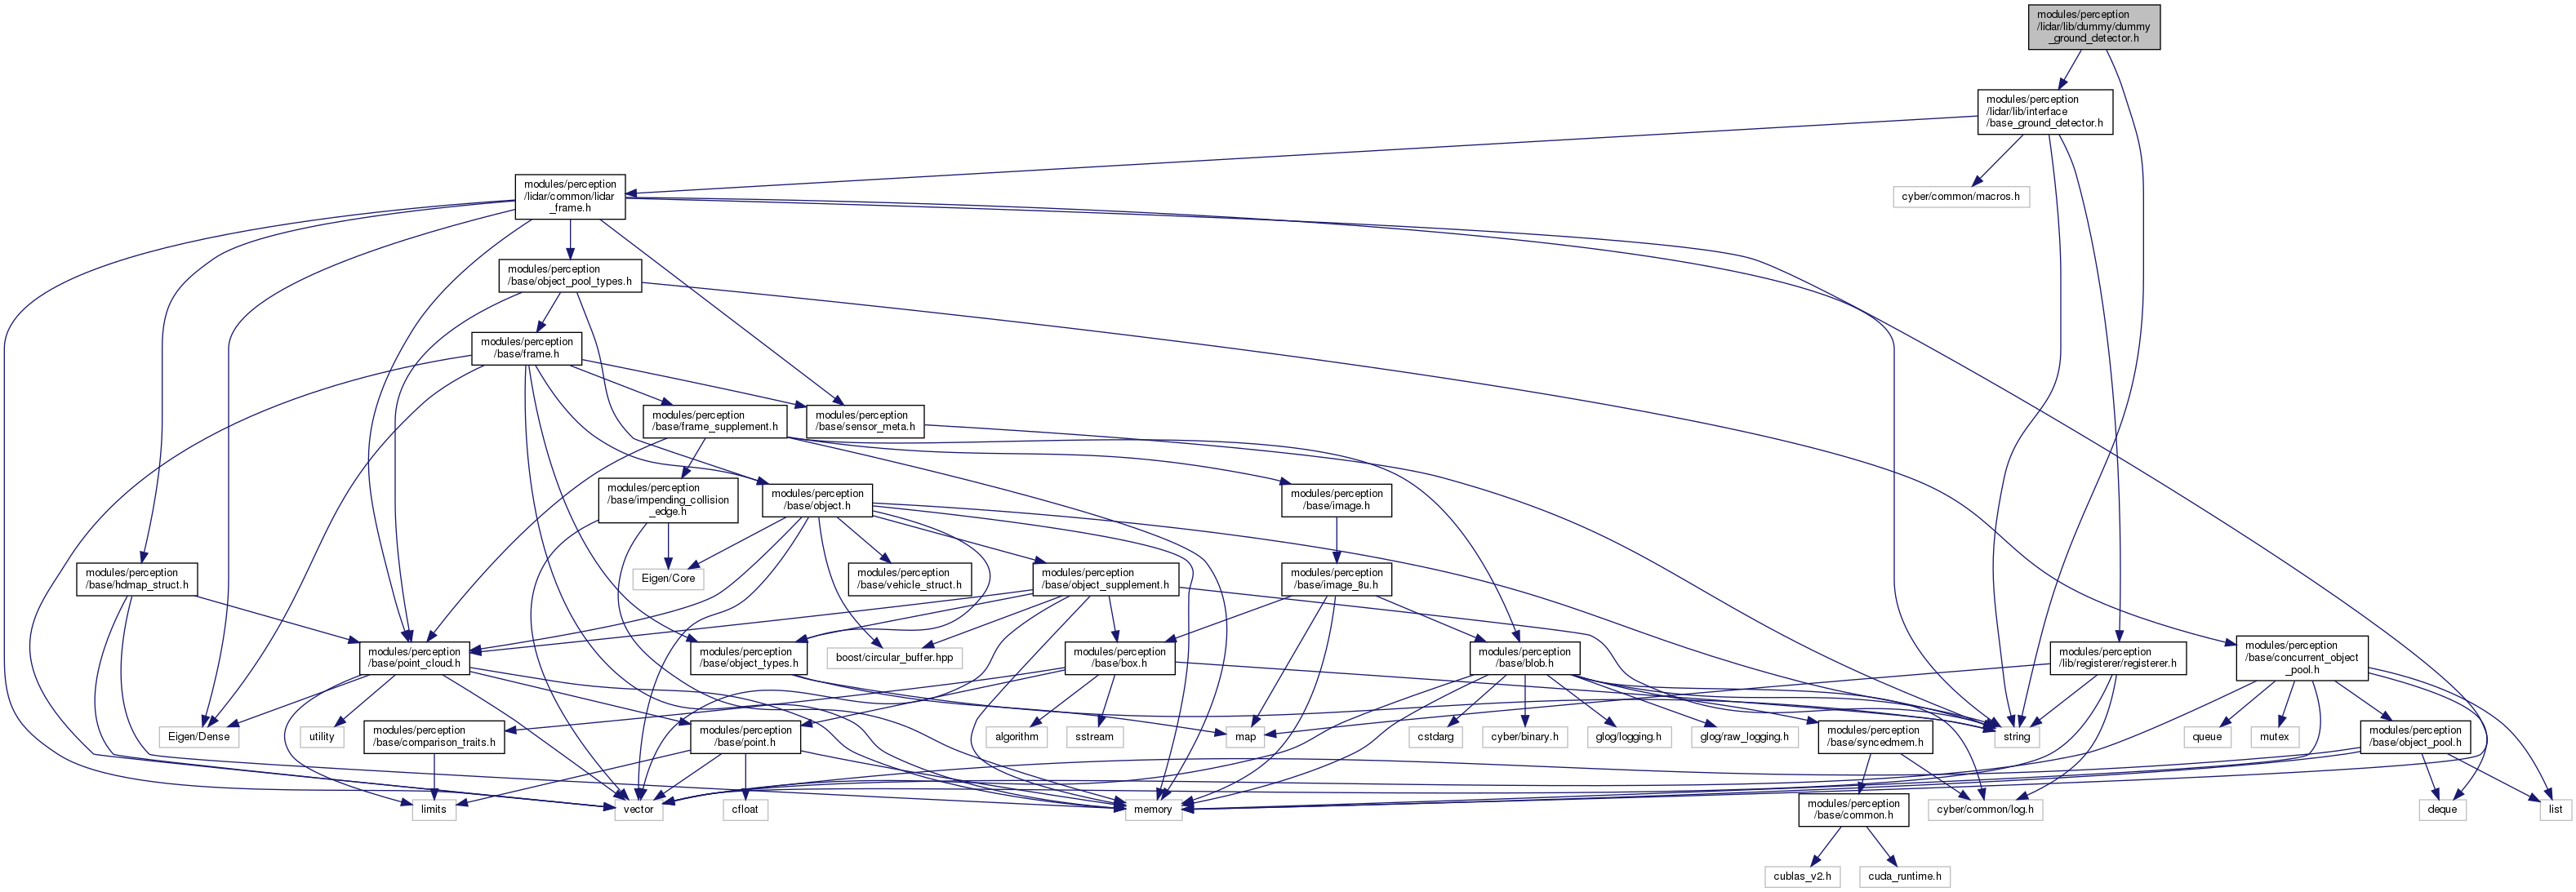 modules/perception
/lidar/lib/dummy/dummy
_ground_detector.h
modules/perception
/lidar/lib/interface
/base_ground_detector.h
modules/perception
/lidar/common/lidar
_frame.h
cyber/common/macros.h
modules/perception
/base/object_pool_types.h
modules/perception
/base/frame.h
modules/perception
/base/frame_supplement.h
modules/perception
/base/sensor_meta.h
modules/perception
/base/impending_collision
_edge.h
modules/perception
/base/object.h
modules/perception
/base/image.h
modules/perception
/base/hdmap_struct.h
Eigen/Core
modules/perception
/base/vehicle_struct.h
modules/perception
/base/object_supplement.h
modules/perception
/base/image_8u.h
modules/perception
/base/point_cloud.h
modules/perception
/base/object_types.h
boost/circular_buffer.hpp
modules/perception
/base/box.h
modules/perception
/base/blob.h
modules/perception
/lib/registerer/registerer.h
modules/perception
/base/concurrent_object
_pool.h
Eigen/Dense
utility
modules/perception
/base/comparison_traits.h
modules/perception
/base/point.h
algorithm
sstream
map
cstdarg
cyber/binary.h
glog/logging.h
glog/raw_logging.h
modules/perception
/base/syncedmem.h
string
queue
mutex
modules/perception
/base/object_pool.h
limits
vector
cfloat
memory
modules/perception
/base/common.h
cyber/common/log.h
deque
list
cublas_v2.h
cuda_runtime.h